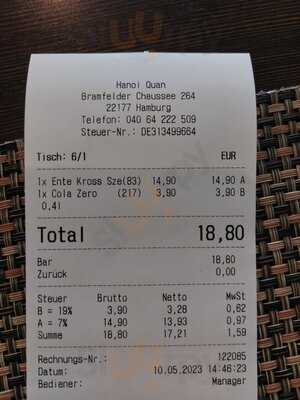 Hanoi Quan
Bramfelder Chaussee 264
22177 Hamburg
Telefon: 040 64 222 509
Steuer-Nr.: DE313499664
Tisch: 6/1 EUR
1x Ente Kross Sze(83) 14,90 14,90 A
1x Cola Zero (217) 3,90 3,90 B
0,4l
Total 18,80
Bar 18,80
Zurück 0,00
Steuer Brutto Netto MwSt
B = 19% 3,90 3,28 0,62
A = 7% 14,90 13,93 0,97
Summe 18,80 17,21 1,59
Rechnungs-Nr.: 122085
Datum: 10.05.2023 14:46:23
Bediener: Manager